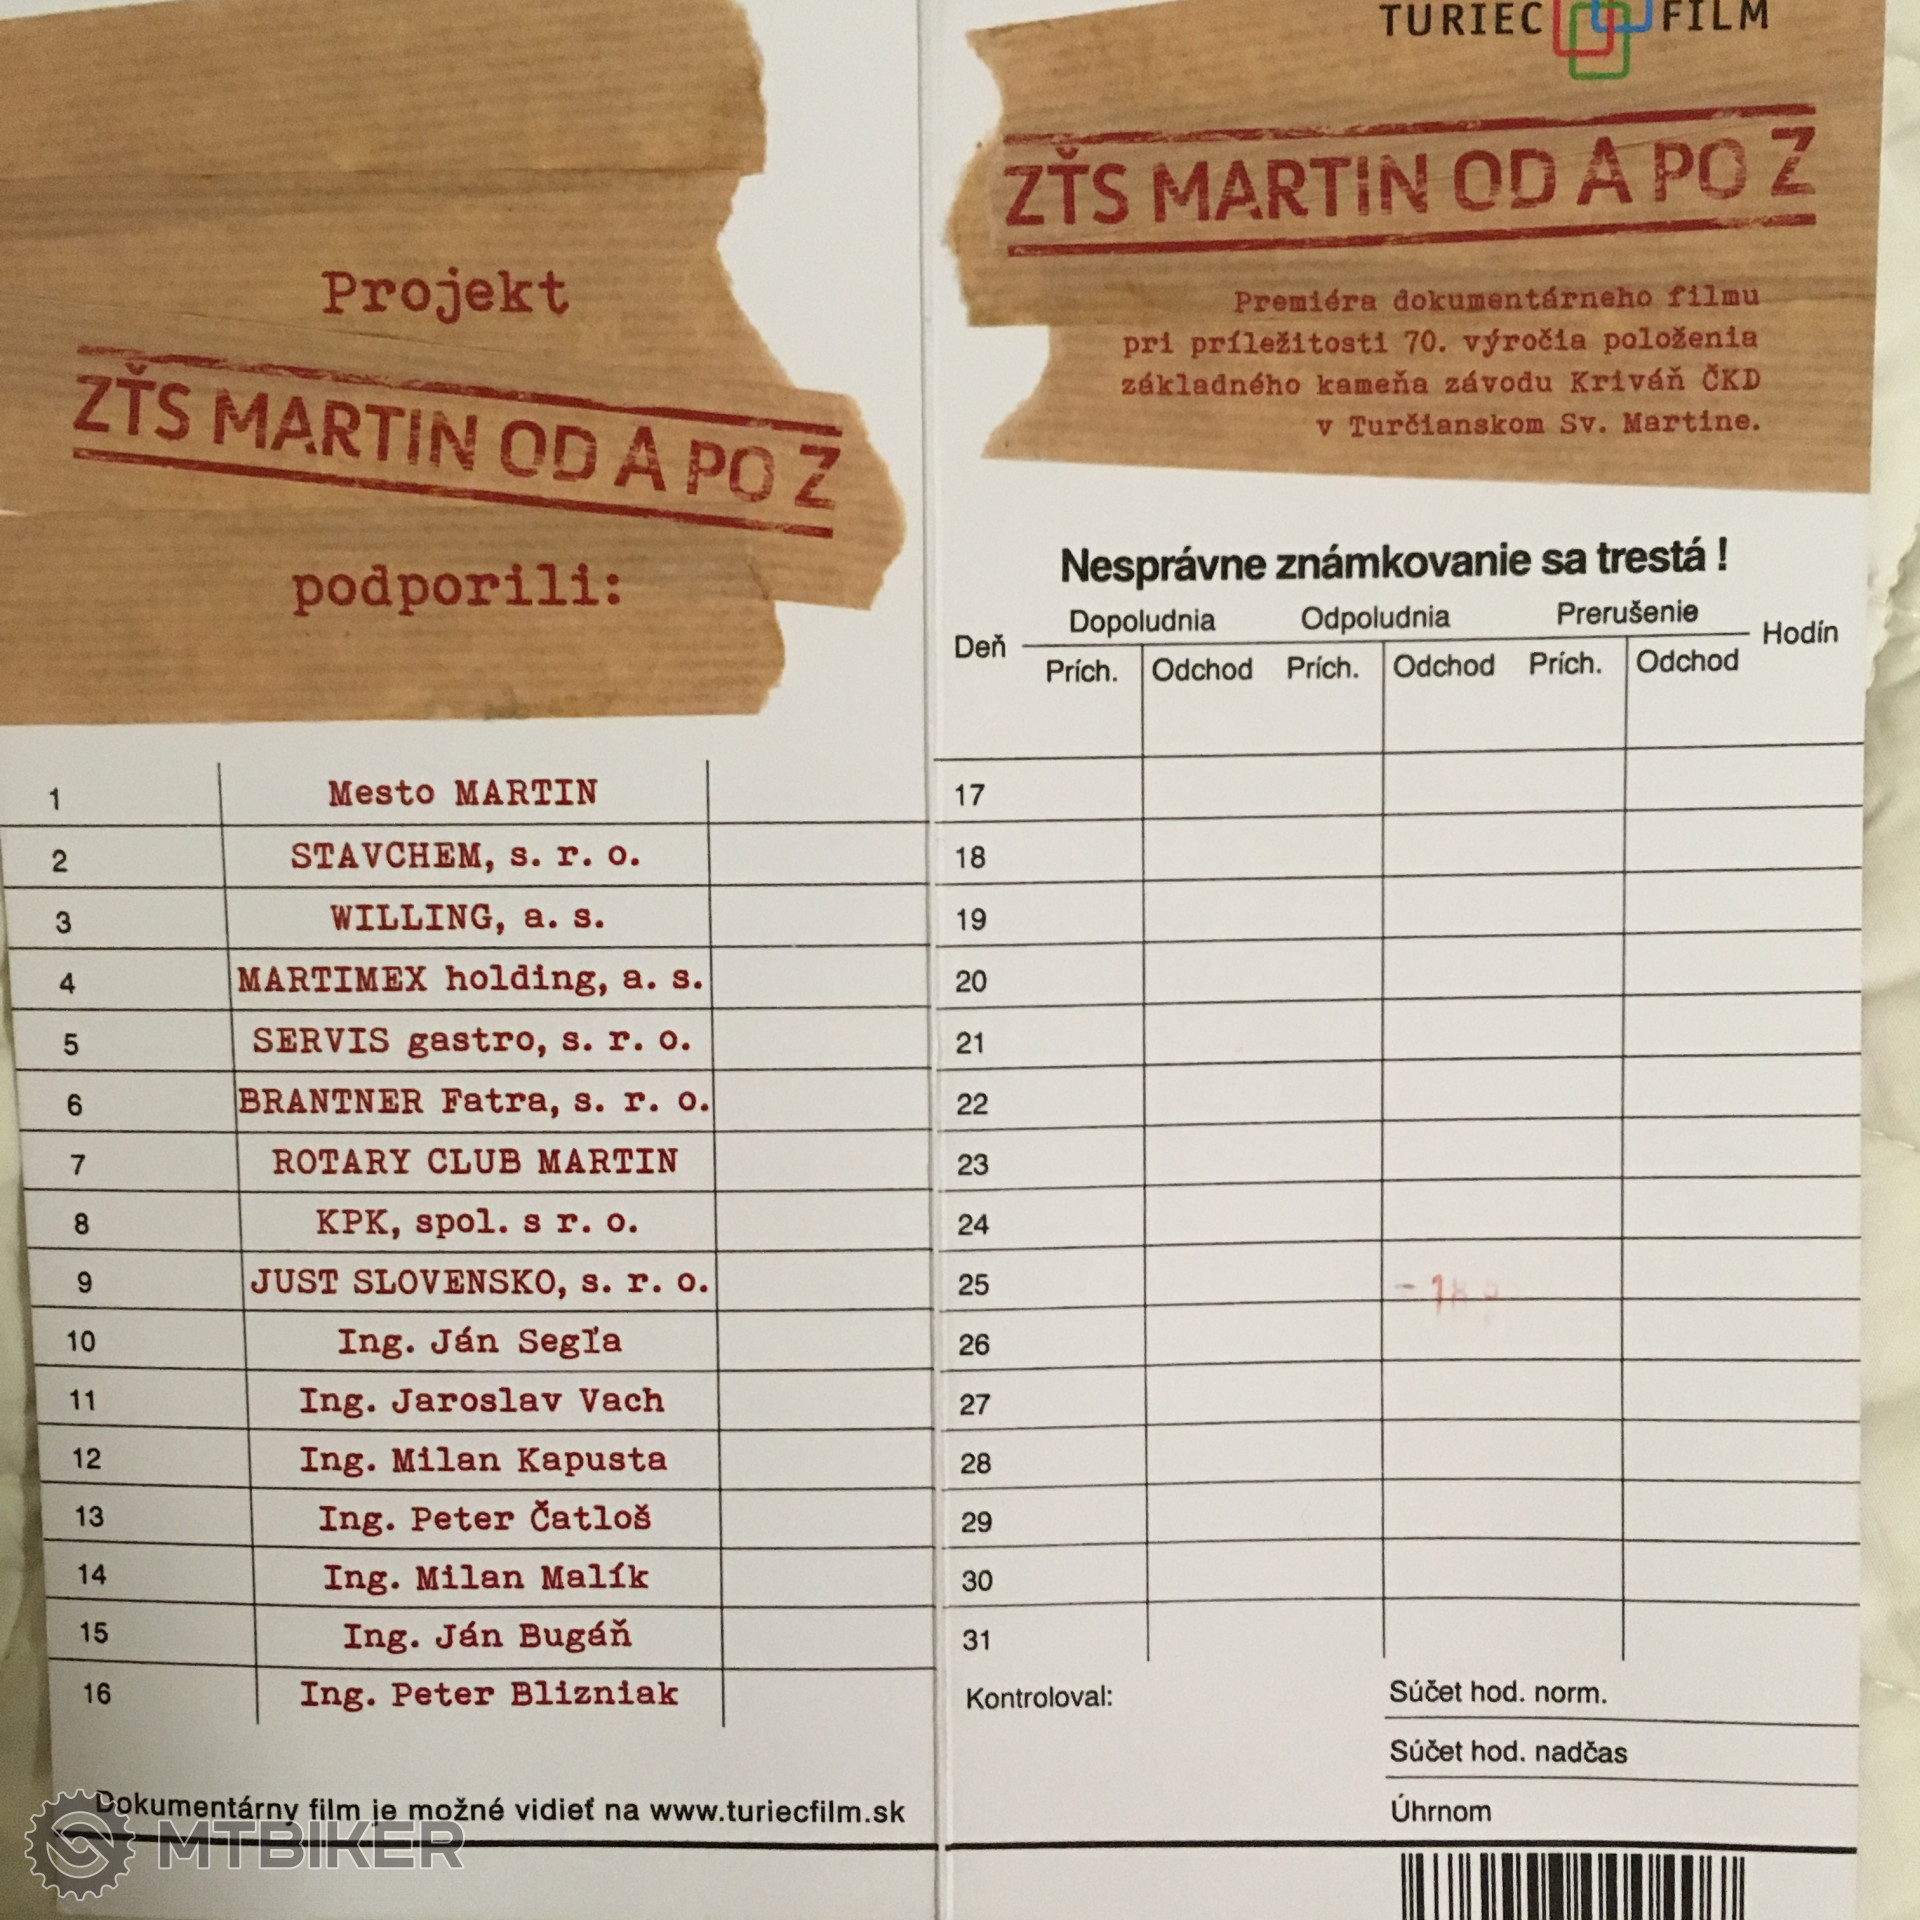 Projekt
ZŤS MARTIN OD A PO Z
podporili:
1 Mesto MARTIN
2 STAVCHEM, s. r. o.
3 WILLING, a. s.
4 MARTIMEX holding, a. s.
5 SERVIS gastro, s. r. o.
6 BRANTNER Fatra, s. r. o.
7 ROTARY CLUB MARTIN
8 KPK, spol. s r. o.
9 JUST SLOVENSKO, s. r. o.
10 Ing. Ján Segľa
11 Ing. Jaroslav Vach
12 Ing. Milan Kapusta
13 Ing. Peter Čatloš
14 Ing. Milan Malík
15 Ing. Ján Bugáň
16 Ing. Peter Blizniak
Dokumentárny film je možné vidieť na www.turiecfilm.sk
MTBIKER
TURIEC FILM
ZŤS MARTIN OD A PO Z
Premiéra dokumentárneho filmu
pri príležitosti 70. výročia položenia
základného kameňa závodu Kriváň ČKD
v Turčianskom Sv. Martine.
Nesprávne známkovanie sa trestá !
Deň Dopoludnia Odpoludnia Prerušenie Hodín
Prích. Odchod Prích. Odchod Prích. Odchod
17
18
19
20
21
22
23
24
25
26
27
28
29
30
31
Kontroloval: Súčet hod. norm.
Súčet hod. nadčas
Úhrnom